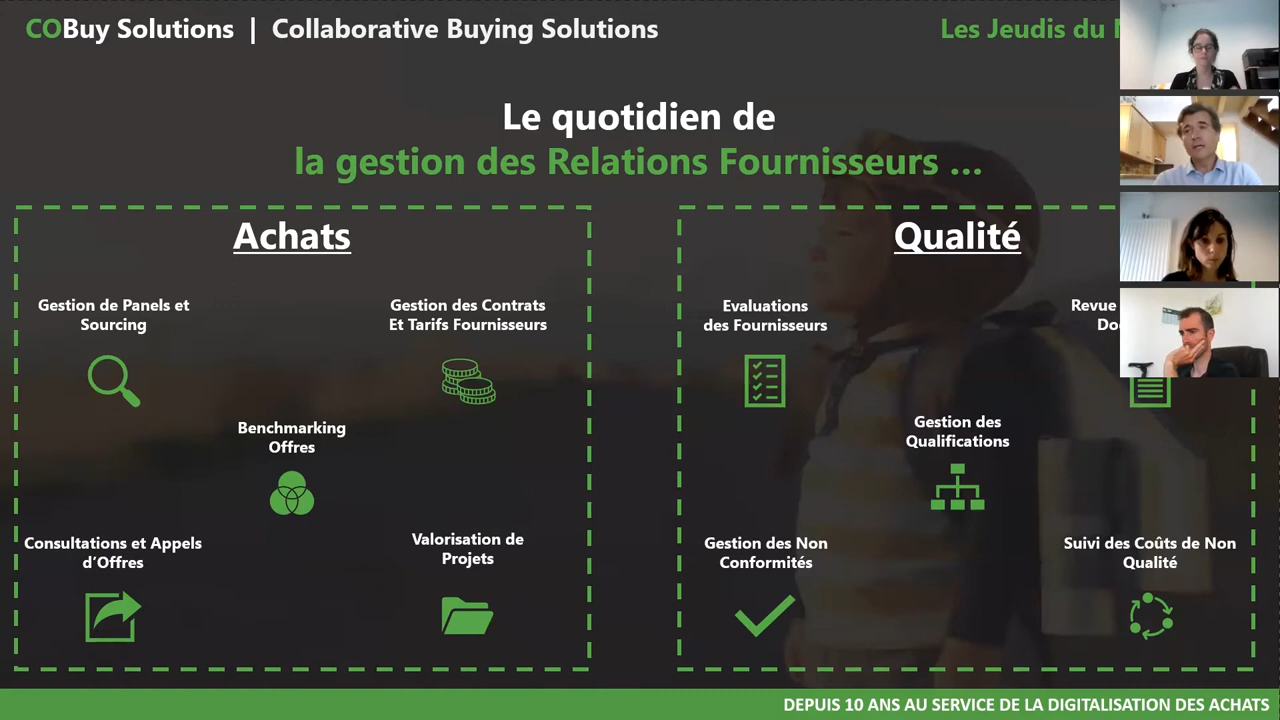 COBuy Solutions | Collaborative Buying Solutions
Les Jeudis du
Le quotidien de
la gestion des Relations Fournisseurs ...
Achats
Gestion de Panels et
Sourcing
Gestion des Contrats
Et Tarifs Fournisseurs
Benchmarking
Offres
Consultations et Appels
d'Offres
Valorisation de
Projets
Qualité
Evaluations
des Fournisseurs
Revue
Gestion des
Qualifications
Gestion des Non
Conformités
Suivi des Coûts de Non
Qualité
DEPUIS 10 ANS AU SERVICE DE LA DIGITALISATION DES ACHATS